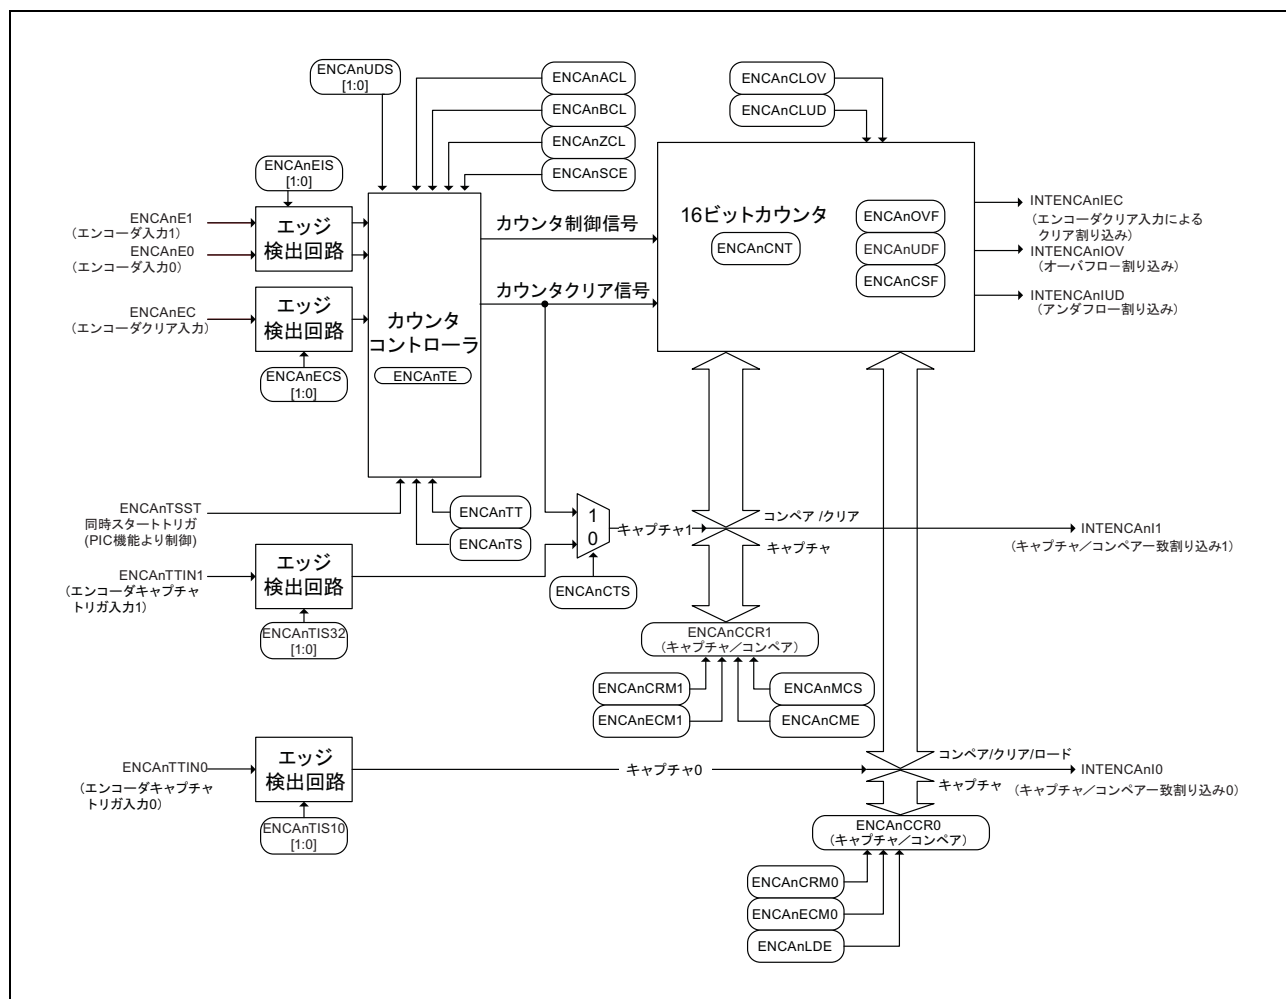 ENCAnUDS
[1:0]
ENCAnACL
ENCAnBCL
ENCAnZCL
ENCAnSCE
ENCAnCLOV
ENCAnCLUD
ENCAnEIS
[1:0]
ENCAnE1
(エンコーダ入力1)
ENCAnE0
(エンコーダ入力0)
エッジ
検出回路
ENCAnEC
(エンコーダクリア入力)
エッジ
検出回路
ENCAnECS
[1:0]
カウンタ
コントローラ
ENCAnTE
カウンタ制御信号
カウンタクリア信号
16ビットカウンタ
ENCAnCNT
ENCAnOVF
ENCAnUDF
ENCAnCSF
INTENCAnIEC
(エンコーダクリア入力による
クリア割り込み)
INTENCAnIOV
(オーバフロー割り込み)
INTENCAnIUD
(アンダフロー割り込み)
ENCAnTSST
同時スタートトリガ
(PIC機能より制御)
ENCAnTT
ENCAnTS
1
0
ENCAnCTS
キャプチャ1
コンペア /クリア
キャプチャ
INTENCAnI1
(キャプチャ/コンペア一致割り込み1)
ENCAnTTIN1
(エンコーダキャプチャ
トリガ入力1)
エッジ
検出回路
ENCAnTIS32
[1:0]
ENCAnCCR1
(キャプチャ/コンペア)
ENCAnCRM1
ENCAnECM1
ENCAnMCS
ENCAnCME
ENCAnTTIN0
(エンコーダキャプチャ
トリガ入力0)
エッジ
検出回路
ENCAnTIS10
[1:0]
キャプチャ0
コンペア/クリア/ロード
キャプチャ
INTENCAnI0
(キャプチャ/コンペア一致割り込み0)
ENCAnCCR0
(キャプチャ/コンペア)
ENCAnCRM0
ENCAnECM0
ENCAnLDE